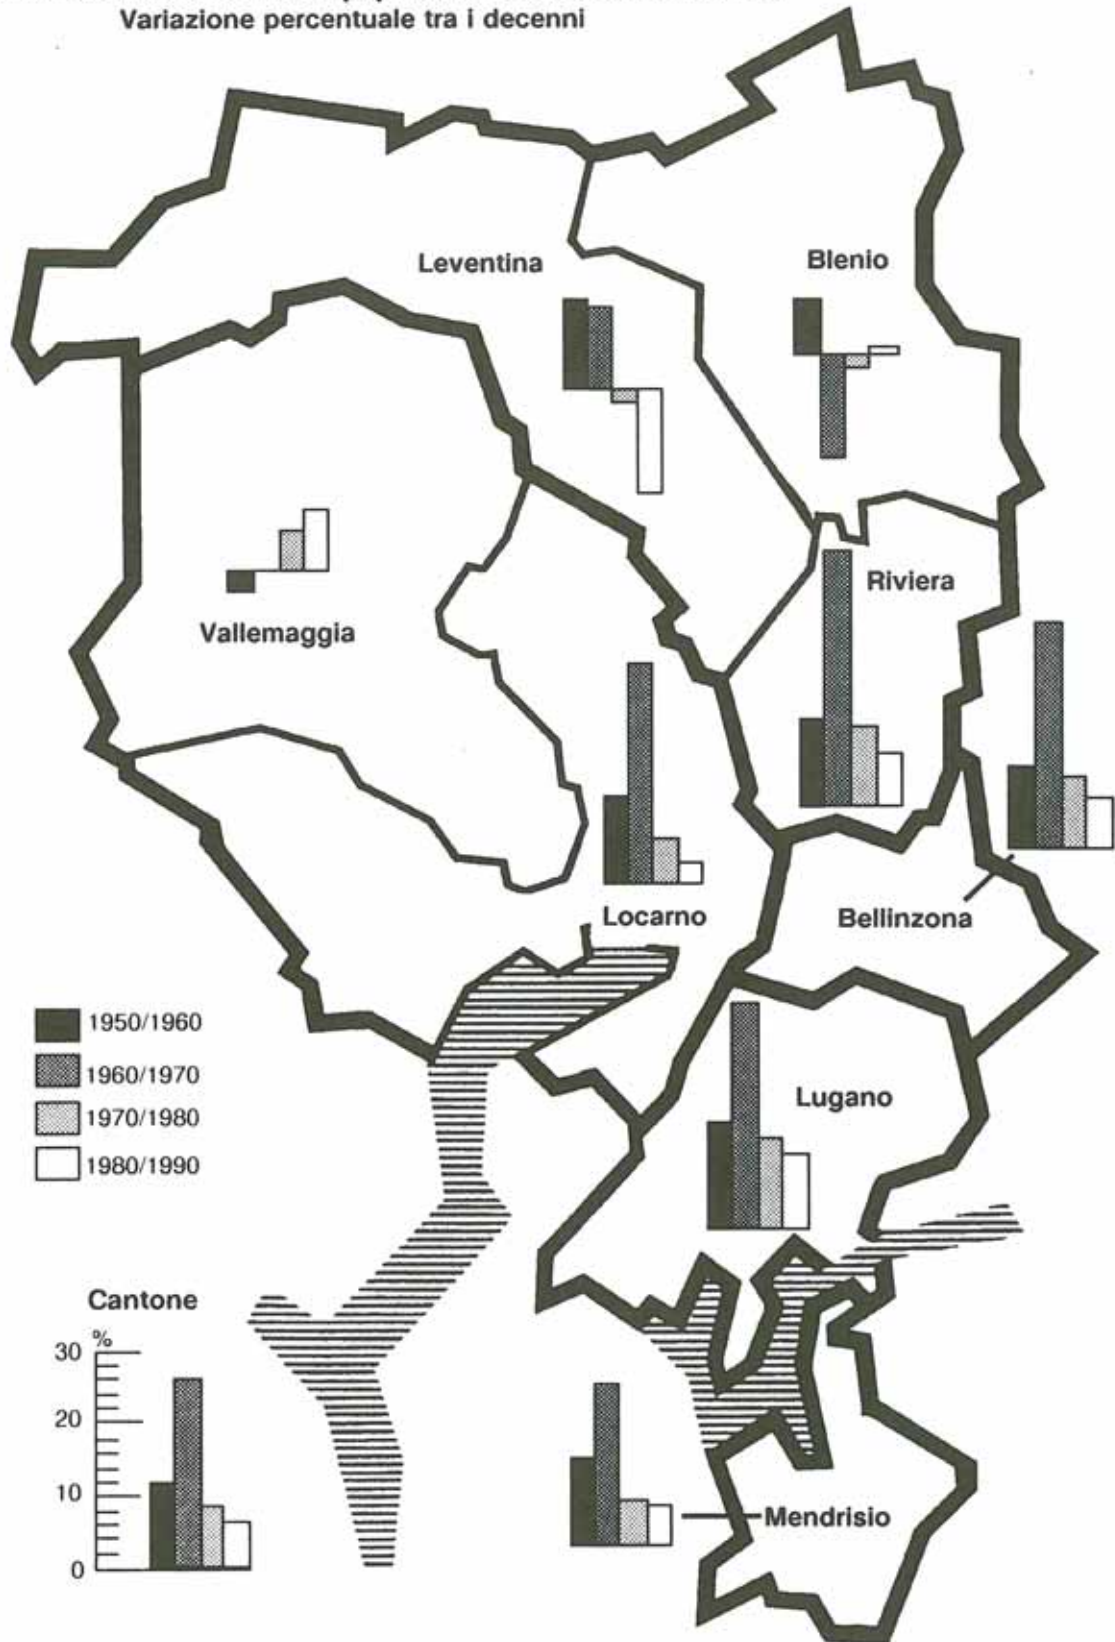 Variazione percentuale tra i decenni
Leventina
Blenio
Vallemaggia
Riviera
Locarno
Bellinzona
1950/1960
1960/1970
1970/1980
1980/1990
Lugano
Cantone
%
30
20
10
0
Mendrisio